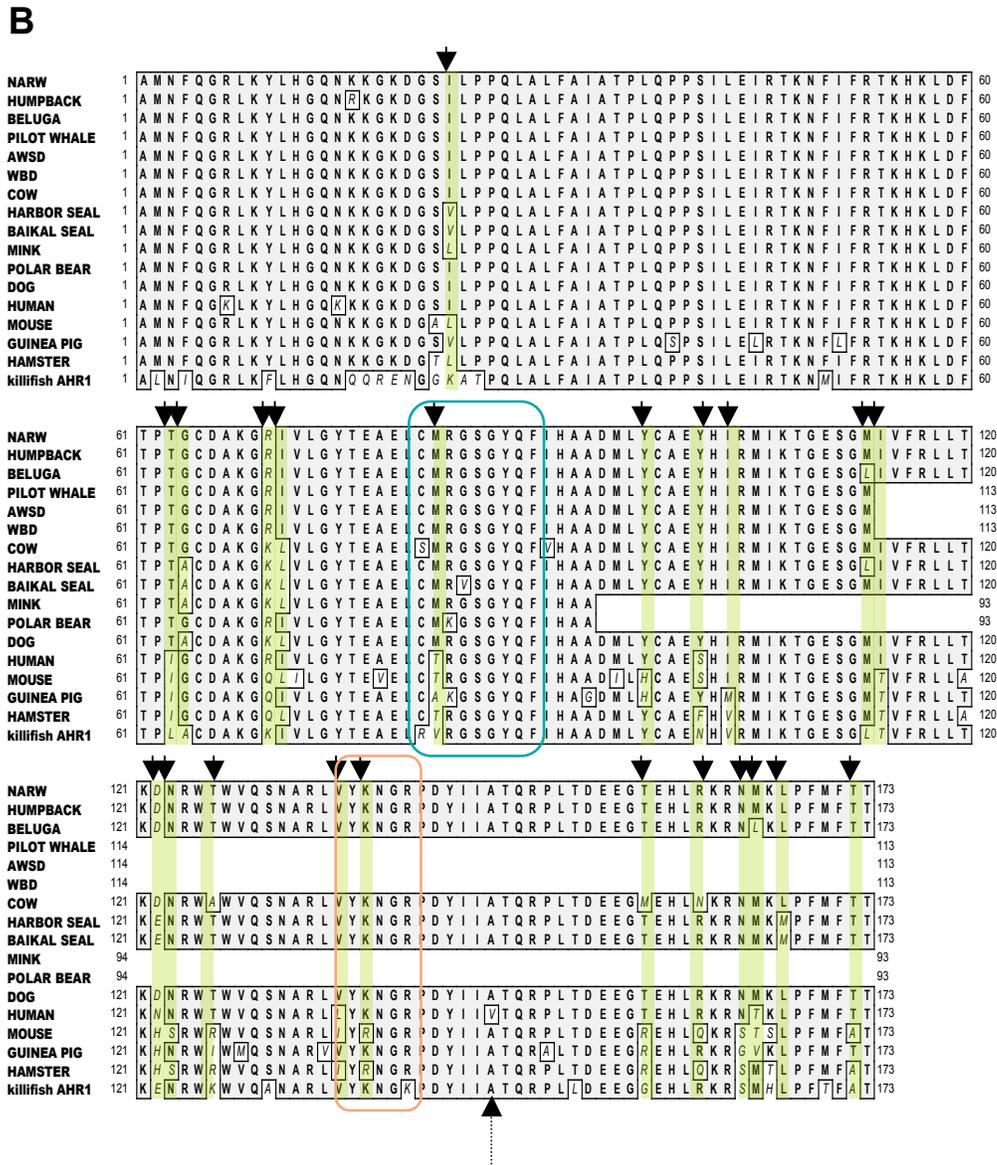 B
NARW 1 AMNFQGRLKYLHGQNKKGKDGSILPPQLALFAIATPLQPPSILEIRTKNFIFRTKHKLDF 60
HUMPBACK 1 AMNFQGRLKYLHGQNRKGKDGSILPPQLALFAIATPLQPPSILEIRTKNFIFRTKHKLDF 60
BELUGA 1 AMNFQGRLKYLHGQNKKGKDGSILPPQLALFAIATPLQPPSILEIRTKNFIFRTKHKLDF 60
PILOT WHALE 1 AMNFQGRLKYLHGQNKKGKDGSILPPQLALFAIATPLQPPSILEIRTKNFIFRTKHKLDF 60
AWSD 1 AMNFQGRLKYLHGQNKKGKDGSILPPQLALFAIATPLQPPSILEIRTKNFIFRTKHKLDF 60
WBD 1 AMNFQGRLKYLHGQNKKGKDGSILPPQLALFAIATPLQPPSILEIRTKNFIFRTKHKLDF 60
COW 1 AMNFQGRLKYLHGQNKKGKDGSILPPQLALFAIATPLQPPSILEIRTKNFIFRTKHKLDF 60
HARBOR SEAL 1 AMNFQGRLKYLHGQNKKGKDGSVLPPQLALFAIATPLQPPSILEIRTKNFIFRTKHKLDF 60
BAIKAL SEAL 1 AMNFQGRLKYLHGQNKKGKDGSVLPPQLALFAIATPLQPPSILEIRTKNFIFRTKHKLDF 60
MINK 1 AMNFQGRLKYLHGQNKKGKDGSLLPPQLALFAIATPLQPPSILEIRTKNFIFRTKHKLDF 60
POLAR BEAR 1 AMNFQGRLKYLHGQNKKGKDGSILPPQLALFAIATPLQPPSILEIRTKNFIFRTKHKLDF 60
DOG 1 AMNFQGRLKYLHGQNKKGKDGSILPPQLALFAIATPLQPPSILEIRTKNFIFRTKHKLDF 60
HUMAN 1 AMNFQGKLKYLHGQKKKGKDGSILPPQLALFAIATPLQPPSILEIRTKNFIFRTKHKLDF 60
MOUSE 1 AMNFQGRLKYLHGQNKKGKDGALLPPQLALFAIATPLQPPSILEIRTKNFIFRTKHKLDF 60
GUINEA PIG 1 AMNFQGRLKYLHGQNKKGKDGSVLPPQLALFAIATPLQSPSILELRTKNFLFRTKHKLDF 60
HAMSTER 1 AMNFQGRLKYLHGQNKKGKDGTLLPPQLALFAIATPLQPPSILEIRTKNFIFRTKHKLDF 60
killifish AHR1 1 ALNIQGRLKFLHGQNQQRENGGKATPQLALFAIATPLQPPSILEIRTKNMIFRTKHKLDF 60
NARW 61 TPTGCDAKGRIVLGYTEAELCMRGSGYQFIHAADMLYCAEYHIRMIKTGESGMIVFRLLT 120
HUMPBACK 61 TPTGCDAKGRIVLGYTEAELCMRGSGYQFIHAADMLYCAEYHIRMIKTGESGMIVFRLLT 120
BELUGA 61 TPTGCDAKGRIVLGYTEAELCMRGSGYQFIHAADMLYCAEYHIRMIKTGESGLIVFRLLT 120
PILOT WHALE 61 TPTGCDAKGRIVLGYTEAELCMRGSGYQFIHAADMLYCAEYHIRMIKTGESGM 113
AWSD 61 TPTGCDAKGRIVLGYTEAELCMRGSGYQFIHAADMLYCAEYHIRMIKTGESGM 113
WBD 61 TPTGCDAKGRIVLGYTEAELCMRGSGYQFIHAADMLYCAEYHIRMIKTGESGM 113
COW 61 TPTGCDAKGKLVLGYTEAELSMRGSGYQFVHAADMLYCAEYHIRMIKTGESGMIVFRLLT 120
HARBOR SEAL 61 TPTACDAKGKLVLGYTEAELCMRGSGYQFIHAADMLYCAEYHIRMIKTGESGLIVFRLLT 120
BAIKAL SEAL 61 TPTACDAKGKLVLGYTEAELCMRVSGYQFIHAADMLYCAEYHIRMIKTGESGMIVFRLLT 120
MINK 61 TPTACDAKGKLVLGYTEAELCMRGSGYQFIHAA 93
POLAR BEAR 61 TPTGCDAKGRIVLGYTEAELCMKGSGYQFIHAA 93
DOG 61 TPTACDAKGKLVLGYTEAELCMRGSGYQFIHAADMLYCAEYHIRMIKTGESGMIVFRLLT 120
HUMAN 61 TPIGCDAKGRIVLGYTEAELCTRGSGYQFIHAADMLYCAESHIRMIKTGESGMIVFRLLT 120
MOUSE 61 TPIGCDAKGQLILGYTEVELCTRGSGYQFIHAADILHCAESHIRMIKTGESGMTVFRLLA 120
GUINEA PIG 61 TPIGCDAKGQIVLGYTEAELCAKGSGYQFIHAGDMLHCAEYHMRMIKTGESGMTVFRLLT 120
HAMSTER 61 TPIGCDAKGQLVLGYTEAELCTRGSGYQFIHAADMLYCAEFHVRMIKTGESGMTVFRLLA 120
killifish AHR1 61 TPLACDAKGKIVLGYTEAELRVRGSGYQFIHAADMLYCAENHVRMIKTGESGLTVFRLLT 120
NARW 121 KDNRWTWVQSNARLVYKNGRPDYIIATQRPLTDEEGTEHLRKRNMKLPFMFTT 173
HUMPBACK 121 KDNRWTWVQSNARLVYKNGRPDYIIATQRPLTDEEGTEHLRKRNMKLPFMFTT 173
BELUGA 121 KDNRWTWVQSNARLVYKNGRPDYIIATQRPLTDEEGTEHLRKRNLKLPFMFTT 173
PILOT WHALE 114 113
AWSD 114 113
WBD 114 113
COW 121 KDNRWAWVQSNARLVYKNGRPDYIIATQRPLTDEEGMEHLNKRNMKLPFMFTT 173
HARBOR SEAL 121 KENRWTWVQSNARLVYKNGRPDYIIATQRPLTDEEGTEHLRKRNMKMPFMFTT 173
BAIKAL SEAL 121 KENRWTWVQSNARLVYKNGRPDYIIATQRPLTDEEGTEHLRKRNMKMPFMFTT 173
MINK 94 93
POLAR BEAR 94 93
DOG 121 KDNRWTWVQSNARLVYKNGRPDYIIATQRPLTDEEGTEHLRKRNMKLPFMFTT 173
HUMAN 121 KNNRWTWVQSNARLLYKNGRPDYIIVTQRPLTDEEGTEHLRKRNTKLPFMFTT 173
MOUSE 121 KHSRWRWVQSNARLIYRNGRPDYIIATQRPLTDEEGREHLQKRSTSLPFMFAT 173
GUINEA PIG 121 KHNRWIWMQSNARVVYKNGRPDYIIATQRALTDEEGREHLRKRGVKLPFMFTT 173
HAMSTER 121 KHSRWRWVQSNARLIYRNGRPDYIIATQRPLTDEEGREHLQKRSMTLPFMFAT 173
killifish AHR1 121 KENRWKWVQANARLVYKNGKPDYIIATQRPLLDEEGGEHLRKRSMHLPFTFAT 173